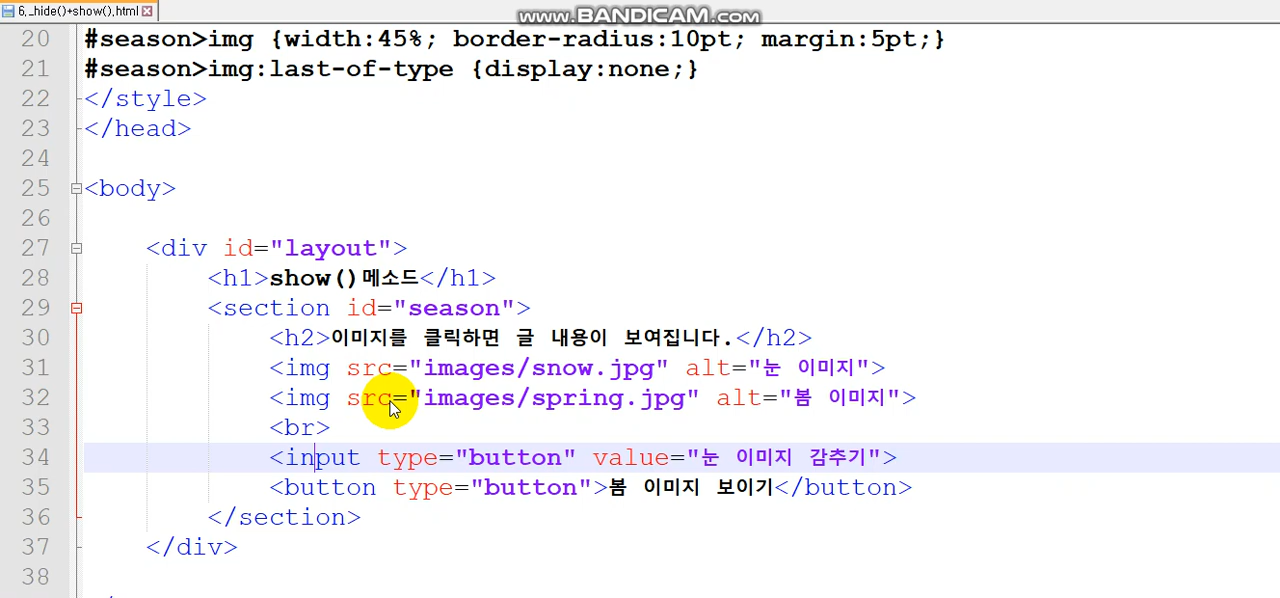 6,_hide()+show(),html
www.BANDICAM.com
20 #season>img {width:45%; border-radius:10pt; margin:5pt;}
21 #season>img:last-of-type {display:none;}
22 </style>
23 </head>
24
25 <body>
26
27 <div id="layout">
28 <h1>show()메소드</h1>
29 <section id="season">
30 <h2>이미지를 클릭하면 글 내용이 보여집니다.</h2>
31 <img src="images/snow.jpg" alt="눈 이미지">
32 <img src="images/spring.jpg" alt="봄 이미지">
33 <br>
34 <input type="button" value="눈 이미지 감추기">
35 <button type="button">봄 이미지 보이기</button>
36 </section>
37 </div>
38